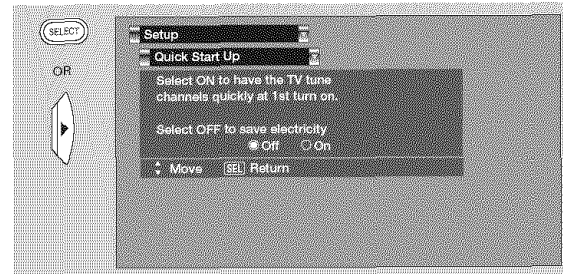 SELECT
OR
Setup
Quick Start Up
Select ON to have the TV tune
channels quickly at 1st turn on.
Select OFF to save electricity
Off On
Move SEL Return